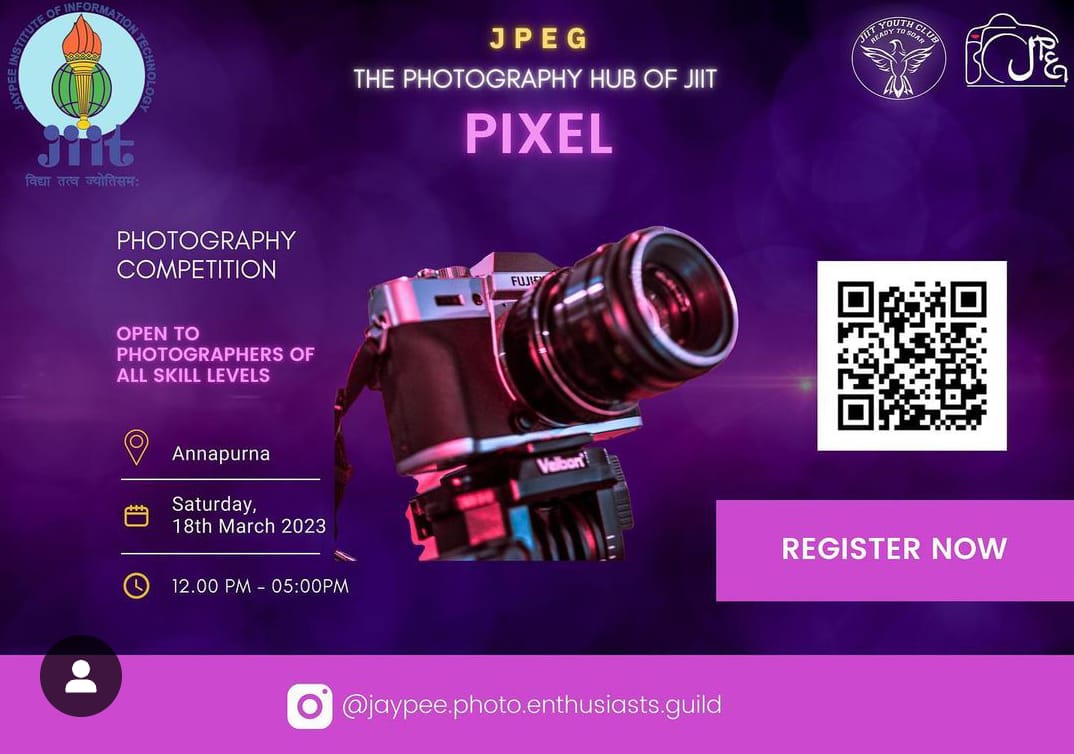 JAYPEE INSTITUTE OF INFORMATION TECHNOLOGY
jiit
विद्या तत्व ज्योतिसमः
JPEG
THE PHOTOGRAPHY HUB OF JIIT
PIXEL
JIIT YOUTH CLUB
READY TO SOAR
JPEG
PHOTOGRAPHY
COMPETITION
OPEN TO
PHOTOGRAPHERS OF
ALL SKILL LEVELS
Annapurna
Saturday,
18th March 2023
12.00 PM - 05:00PM
FUJIF
Velbon
REGISTER NOW
@jaypee.photo.enthusiasts.guild